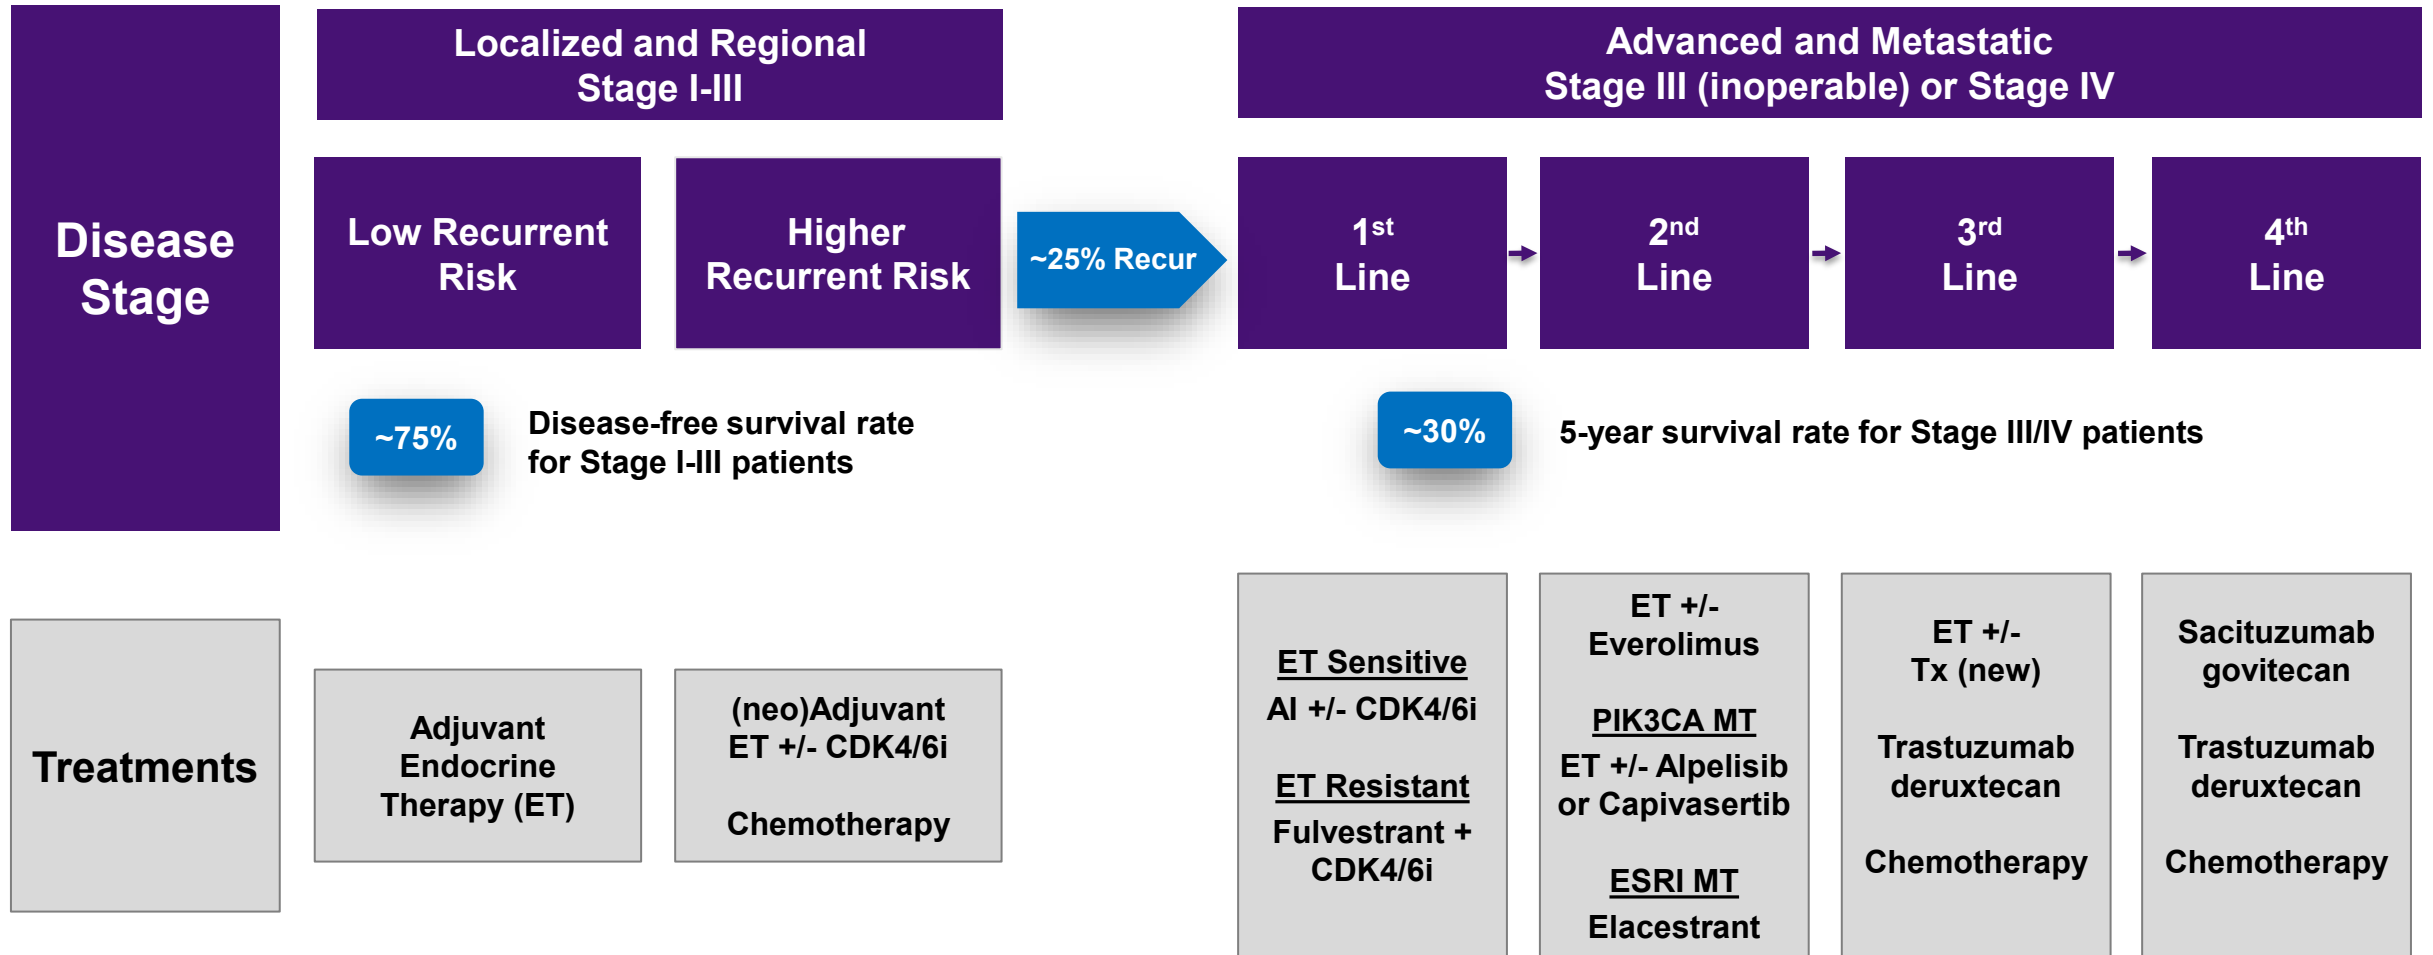 Disease
Stage
Localized and Regional
Stage I-III
Advanced and Metastatic
Stage III (inoperable) or Stage IV
Low Recurrent
Risk
Higher
Recurrent Risk
~25% Recur
1st
Line
2nd
Line
3rd
Line
4th
Line
~75%
Disease-free survival rate
for Stage I-III patients
~30%
5-year survival rate for Stage III/IV patients
Treatments
Adjuvant
Endocrine
Therapy (ET)
(neo)Adjuvant
ET +/- CDK4/6i
Chemotherapy
ET Sensitive
AI +/- CDK4/6i
ET Resistant
Fulvestrant +
CDK4/6i
ET +/-
Everolimus
PIK3CA MT
ET +/- Alpelisib
or Capivasertib
ESRI MT
Elacestrant
ET +/-
Tx (new)
Trastuzumab
deruxtecan
Chemotherapy
Sacituzumab
govitecan
Trastuzumab
deruxtecan
Chemotherapy